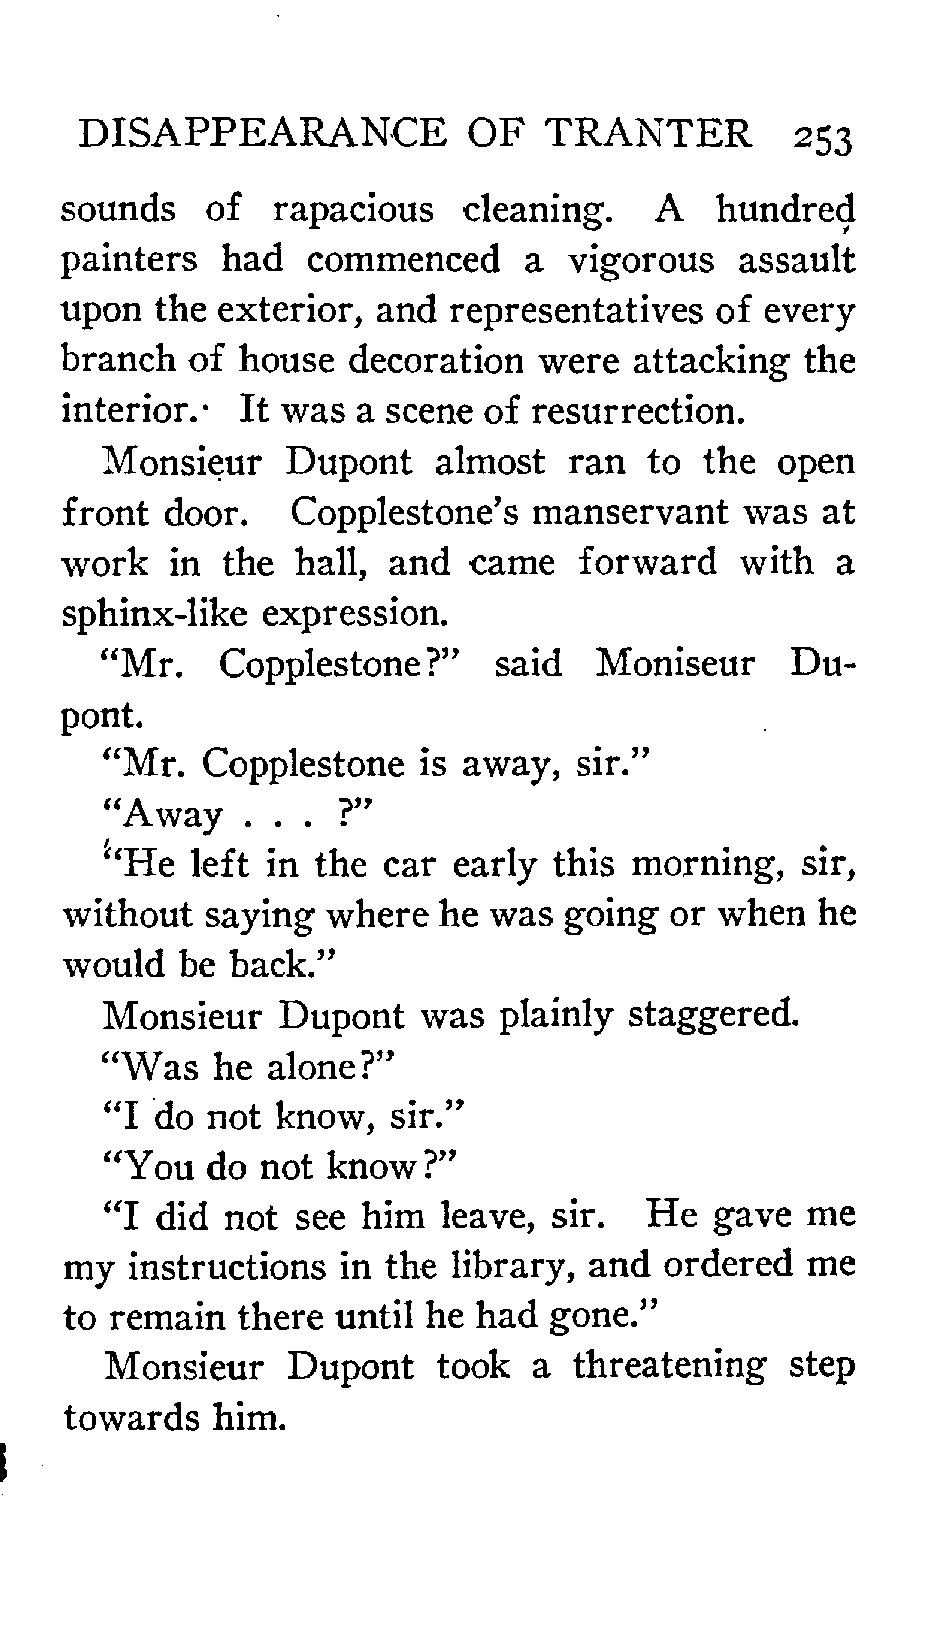 DISAPPEARANCE OF TRANTER 253
sounds of rapacious cleaning. A hundred
painters had commenced a vigorous assault
upon the exterior, and representatives of every
branch of house decoration were attacking the
interior. It was a scene of resurrection.
Monsieur Dupont almost ran to the open
front door. Copplestone's manservant was at
work in the hall, and came forward with a
sphinx-like expression.
"Mr. Copplestone?" said Moniseur Du-
pont.
"Mr. Copplestone is away, sir."
"Away . . . ?"
"He left in the car early this morning, sir,
without saying where he was going or when he
would be back."
Monsieur Dupont was plainly staggered.
"Was he alone?"
"I do not know, sir."
"You do not know?"
"I did not see him leave, sir. He gave me
my instructions in the library, and ordered me
to remain there until he had gone."
Monsieur Dupont took a threatening step
towards him.